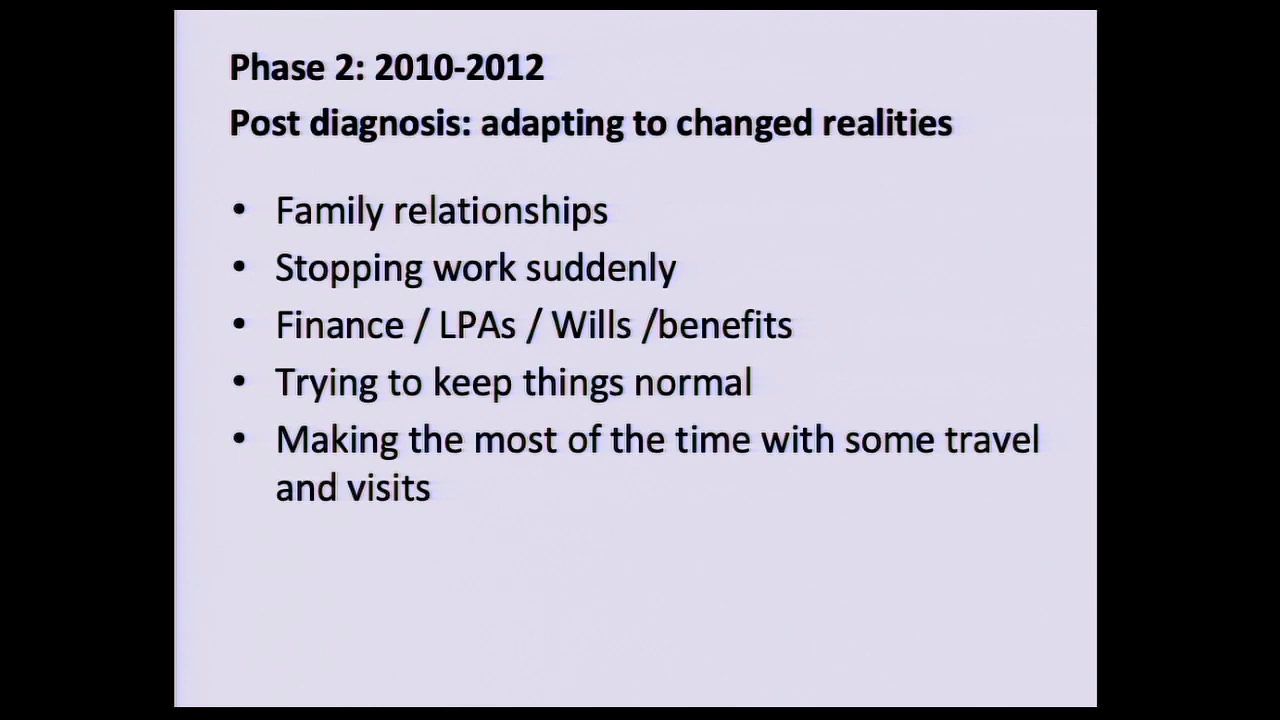 Phase 2: 2010-2012
Post diagnosis: adapting to changed realities
• Family relationships
• Stopping work suddenly
• Finance / LPAs / Wills /benefits
• Trying to keep things normal
• Making the most of the time with some travel
and visits